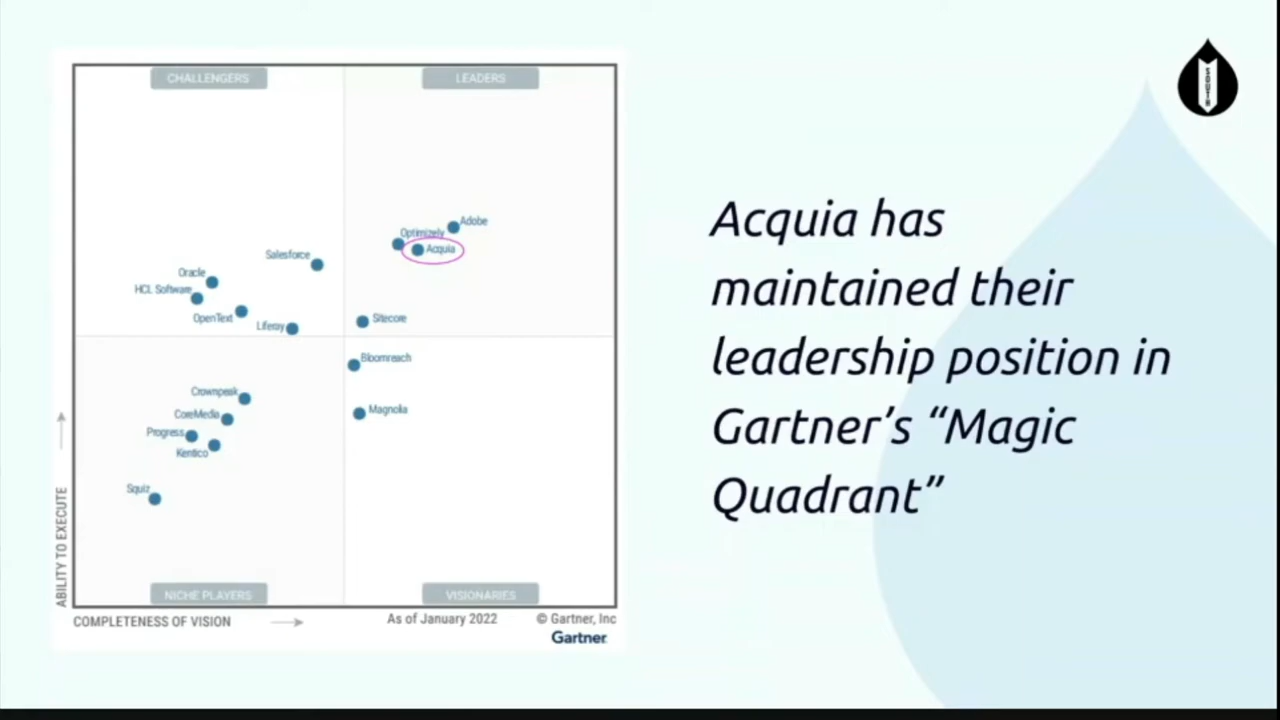 CHALLENGERS
LEADERS
Adobe
Optimizely
Acquia
Salesforce
Oracle
HCL Software
OpenText
Liferay
Sitecore
Bloomreach
Crownpeak
CoreMedia
Magnolia
Progress
Kentico
Squiz
ABILITY TO EXECUTE
NICHE PLAYERS
VISIONARIES
COMPLETENESS OF VISION
As of January 2022
© Gartner, Inc
Gartner
Acquia has
maintained their
leadership position in
Gartner’s “Magic
Quadrant”
SOUTH